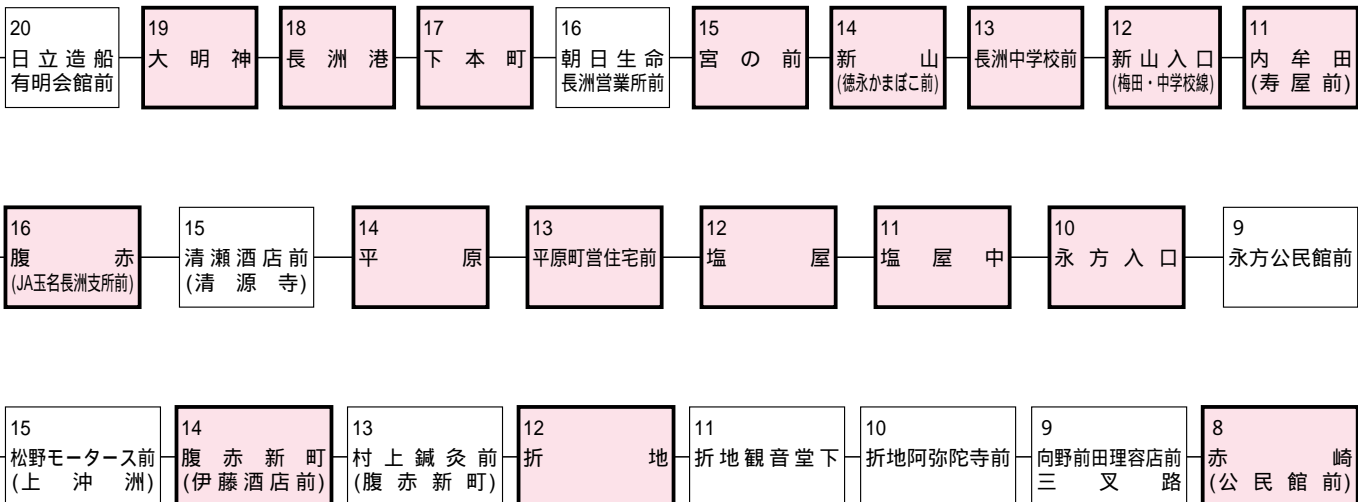 20
日立造船
有明会館前
19
大明神
18
長洲港
17
下本町
16
朝日生命
長洲営業所前
15
宮の前
14
新山
(徳永かまぼこ前)
13
長洲中学校前
12
新山入口
(梅田・中学校線)
11
内牟田
(寿屋前)
16
腹赤
(JA玉名長洲支所前)
15
清瀬酒店前
(清源寺)
14
平原
13
平原町営住宅前
12
塩屋
11
塩屋中
10
永方入口
9
永方公民館前
15
松野モータース前
(上沖洲)
14
腹赤新町
(伊藤酒店前)
13
村上鍼灸前
(腹赤新町)
12
折地
11
折地観音堂下
10
折地阿弥陀寺前
9
向野前田理容店前
三叉路
8
赤崎
(公民館前)